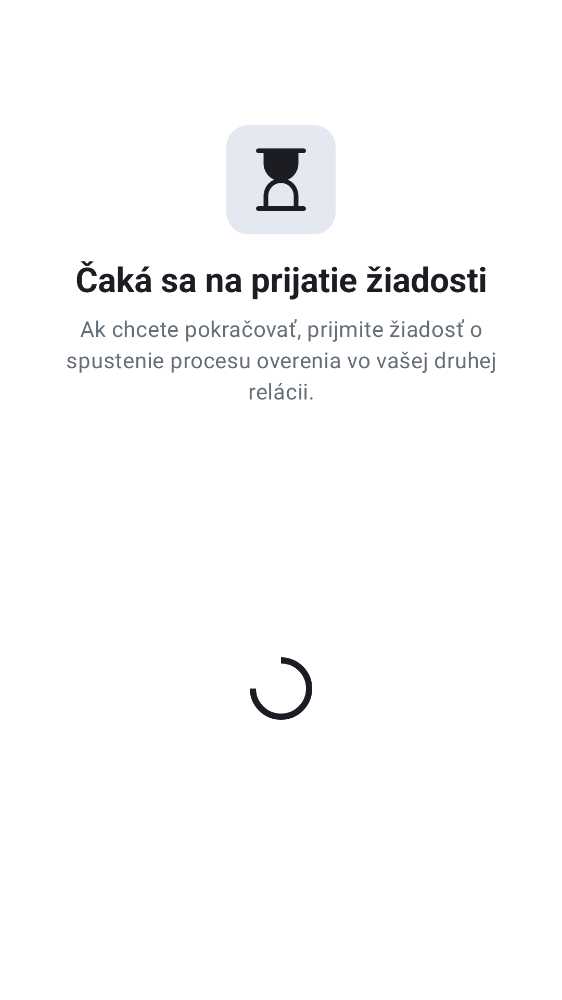 Čaká sa na prijatie žiadosti
Ak chcete pokračovať, prijmite žiadosť o
spustenie procesu overenia vo vašej druhej
relácii.